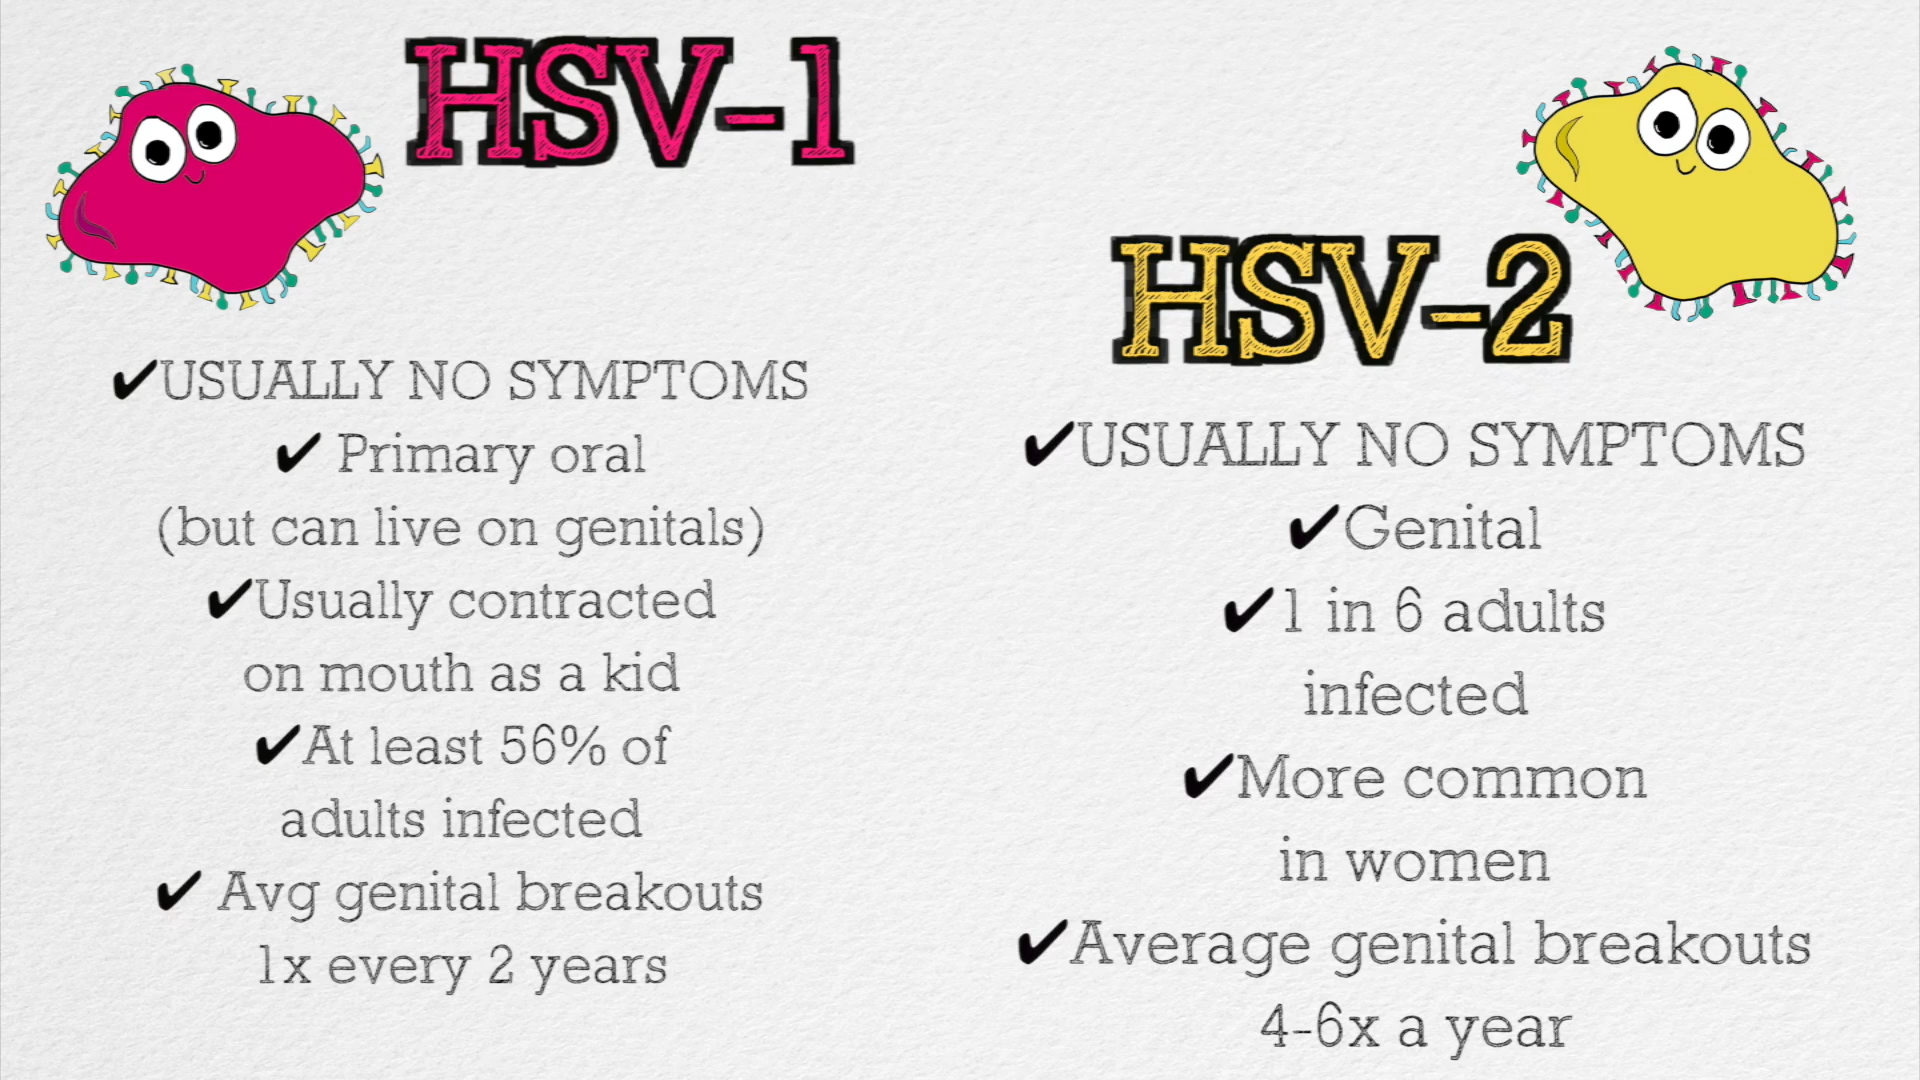 HSV-1
✔USUALLY NO SYMPTOMS
✔ Primary oral
(but can live on genitals)
✔Usually contracted
on mouth as a kid
✔At least 56% of
adults infected
✔ Avg genital breakouts
1x every 2 years
HSV-2
✔USUALLY NO SYMPTOMS
✔Genital
✔1 in 6 adults
infected
✔More common
in women
✔Average genital breakouts
4-6x a year